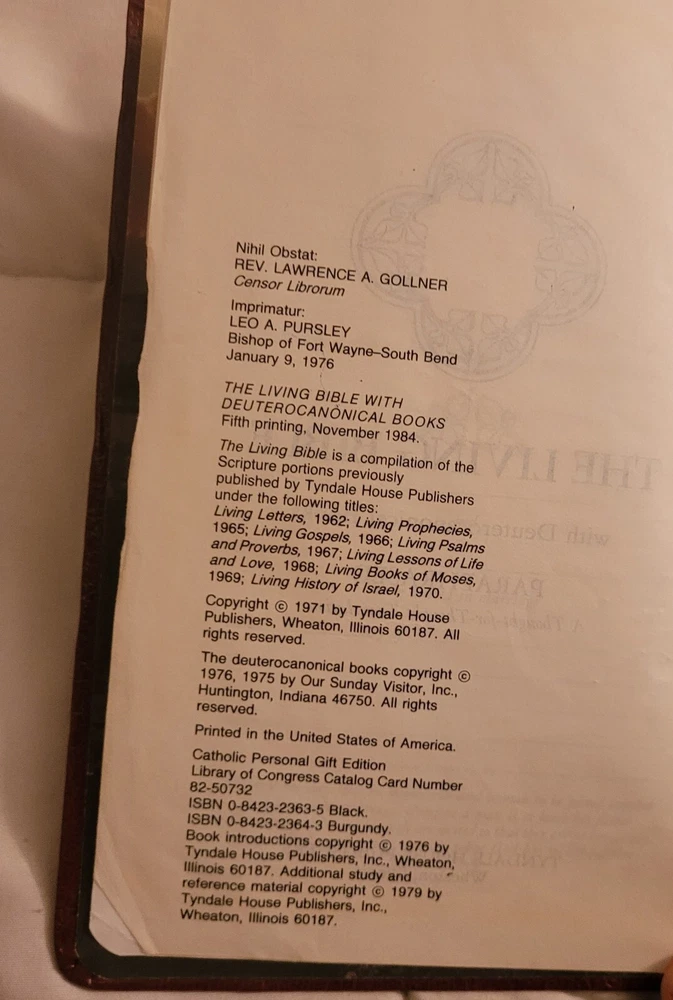 Nihil Obstat:
REV. LAWRENCE A. GOLLNER
Censor Librorum
Imprimatur:
LEO A. PURSLEY
Bishop of Fort Wayne–South Bend
January 9, 1976
THE LIVING BIBLE WITH
DEUTEROCANONICAL BOOKS
Fifth printing, November 1984.
The Living Bible is a compilation of the
Scripture portions previously
published by Tyndale House Publishers
under the following titles:
Living Letters, 1962; Living Prophecies,
1965; Living Gospels, 1966; Living Psalms
and Proverbs, 1967; Living Lessons of Life
and Love, 1968; Living Books of Moses,
1969; Living History of Israel, 1970.
Copyright © 1971 by Tyndale House
Publishers, Wheaton, Illinois 60187. All
rights reserved.
The deuterocanonical books copyright ©
1976, 1975 by Our Sunday Visitor, Inc.,
Huntington, Indiana 46750. All rights
reserved.
Printed in the United States of America.
Catholic Personal Gift Edition
Library of Congress Catalog Card Number
82-50732
ISBN 0-8423-2363-5 Black.
ISBN 0-8423-2364-3 Burgundy.
Book introductions copyright © 1976 by
Tyndale House Publishers, Inc., Wheaton,
Illinois 60187. Additional study and
reference material copyright © 1979 by
Tyndale House Publishers, Inc.,
Wheaton, Illinois 60187.